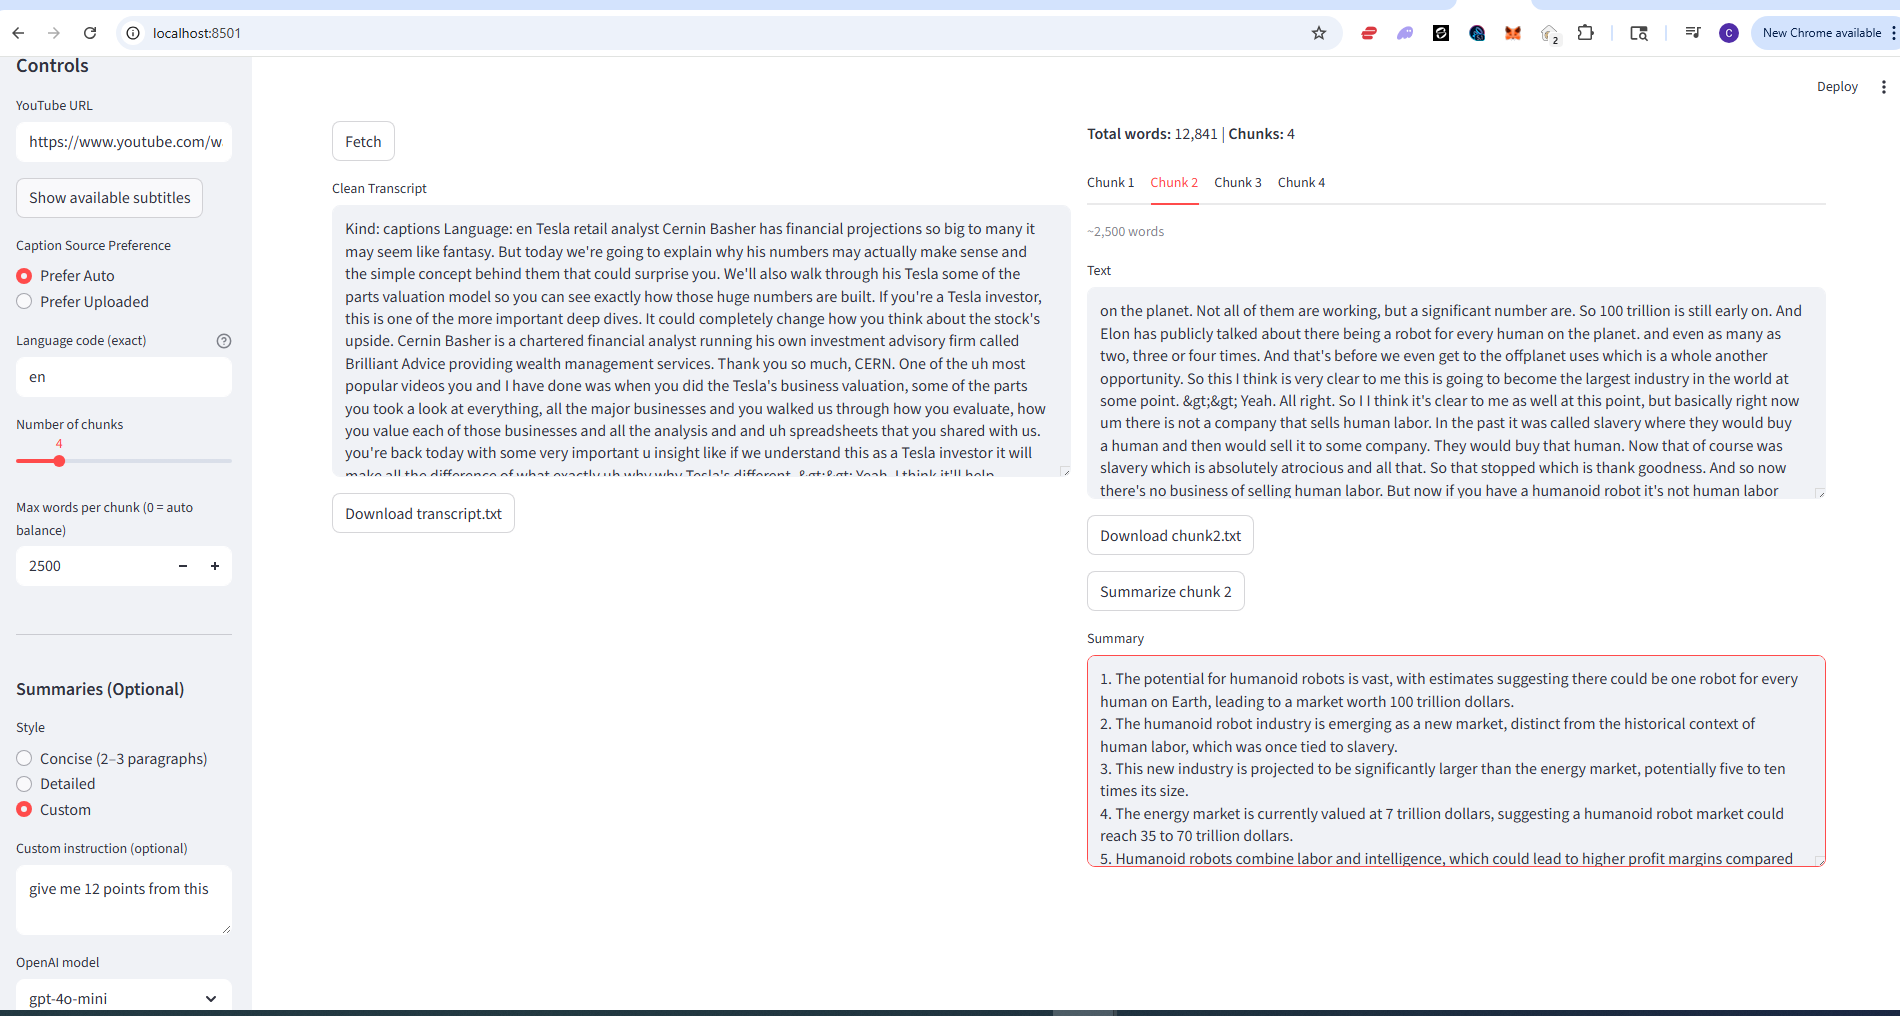 localhost:8501
2
C
New Chrome available
Controls
YouTube URL
https://www.youtube.com/w
Show available subtitles
Caption Source Preference
Prefer Auto
Prefer Uploaded
Language code (exact)
en
Number of chunks
4
Max words per chunk (0 = auto
balance)
2500
Summaries (Optional)
Style
Concise (2–3 paragraphs)
Detailed
Custom
Custom instruction (optional)
give me 12 points from this
OpenAI model
gpt-4o-mini
Deploy
Fetch
Clean Transcript
Kind: captions Language: en Tesla retail analyst Cernin Basher has financial projections so big to many it
may seem like fantasy. But today we're going to explain why his numbers may actually make sense and
the simple concept behind them that could surprise you. We'll also walk through his Tesla some of the
parts valuation model so you can see exactly how those huge numbers are built. If you're a Tesla investor,
this is one of the more important deep dives. It could completely change how you think about the stock's
upside. Cernin Basher is a chartered financial analyst running his own investment advisory firm called
Brilliant Advice providing wealth management services. Thank you so much, CERN. One of the uh most
popular videos you and I have done was when you did the Tesla's business valuation, some of the parts
you took a look at everything, all the major businesses and you walked us through how you evaluate, how
you value each of those businesses and all the analysis and and uh spreadsheets that you shared with us.
you're back today with some very important u insight like if we understand this as a Tesla investor it will
make all the difference of what exactly uh why why Tesla's different. &gt;&gt; Yeah. I think it'll help
Download transcript.txt
Total words: 12,841 | Chunks: 4
Chunk 1
Chunk 2
Chunk 3
Chunk 4
~2,500 words
Text
on the planet. Not all of them are working, but a significant number are. So 100 trillion is still early on. And
Elon has publicly talked about there being a robot for every human on the planet. and even as many as
two, three or four times. And that's before we even get to the offplanet uses which is a whole another
opportunity. So this I think is very clear to me this is going to become the largest industry in the world at
some point. &gt;&gt; Yeah. All right. So I I think it's clear to me as well at this point, but basically right now
um there is not a company that sells human labor. In the past it was called slavery where they would buy
a human and then would sell it to some company. They would buy that human. Now that of course was
slavery which is absolutely atrocious and all that. So that stopped which is thank goodness. And so now
there's no business of selling human labor. But now if you have a humanoid robot it's not human labor
Download chunk2.txt
Summarize chunk 2
Summary
1. The potential for humanoid robots is vast, with estimates suggesting there could be one robot for every
human on Earth, leading to a market worth 100 trillion dollars.
2. The humanoid robot industry is emerging as a new market, distinct from the historical context of
human labor, which was once tied to slavery.
3. This new industry is projected to be significantly larger than the energy market, potentially five to ten
times its size.
4. The energy market is currently valued at 7 trillion dollars, suggesting a humanoid robot market could
reach 35 to 70 trillion dollars.
5. Humanoid robots combine labor and intelligence, which could lead to higher profit margins compared